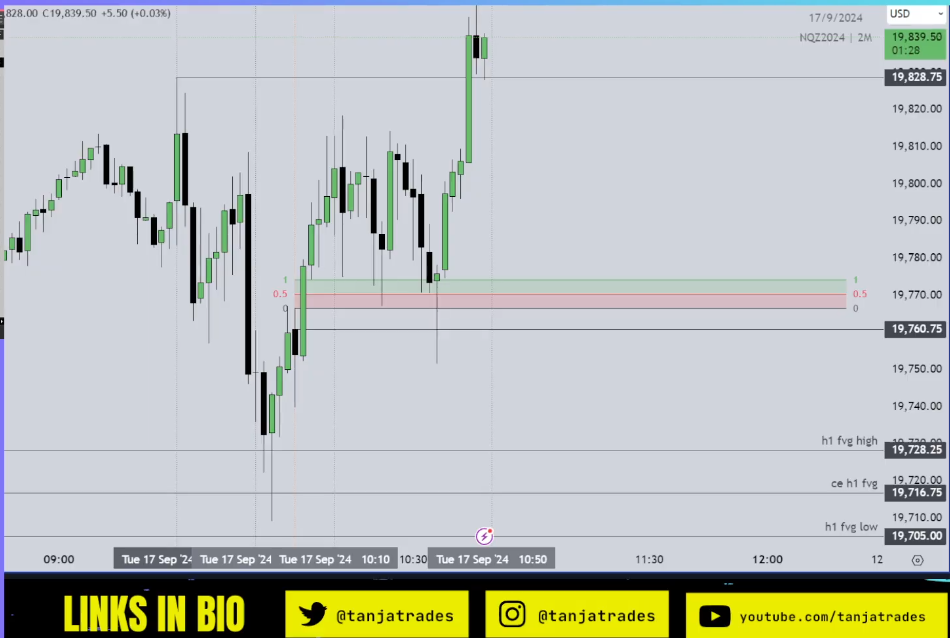 828.00 C19,839.50 +5.50 (+0.03%)
17/9/2024
USD
NQZ2024 | 2M
19,839.50
01:28
19,828.75
19,820.00
19,810.00
19,800.00
19,790.00
19,780.00
1
1
0.5
0.5
19,770.00
0
0
19,760.75
19,750.00
19,740.00
h1 fvg high
19,728.25
19,720.00
ce h1 fvg
19,716.75
19,710.00
h1 fvg low
19,705.00
09:00
Tue 17 Sep '24
Tue 17 Sep '24
Tue 17 Sep '24 10:10
10:30
Tue 17 Sep '24 10:50
11:30
12:00
12
LINKS IN BIO
@tanjatrades
@tanjatrades
youtube.com/tanjatrades